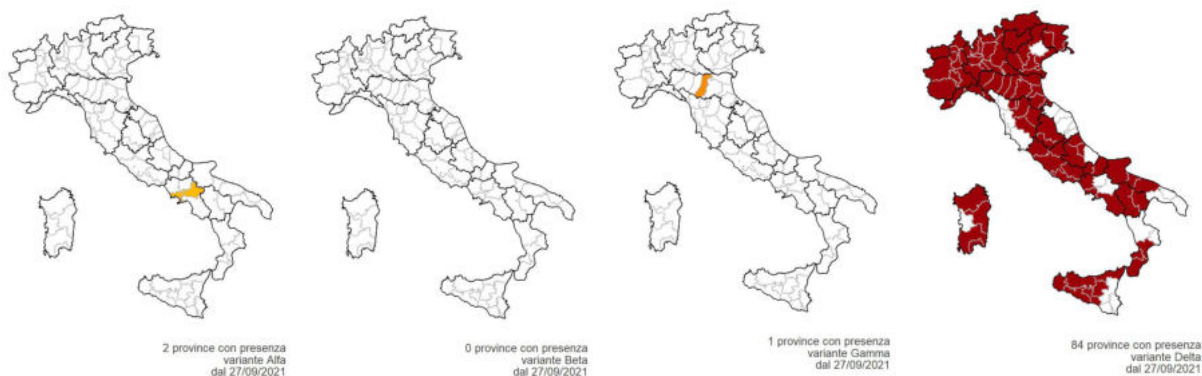 2 province con presenza
variante Alfa
dal 27/09/2021
0 province con presenza
variante Beta
dal 27/09/2021
1 province con presenza
variante Gamma
dal 27/09/2021
84 province con presenza
variante Delta
dal 27/09/2021